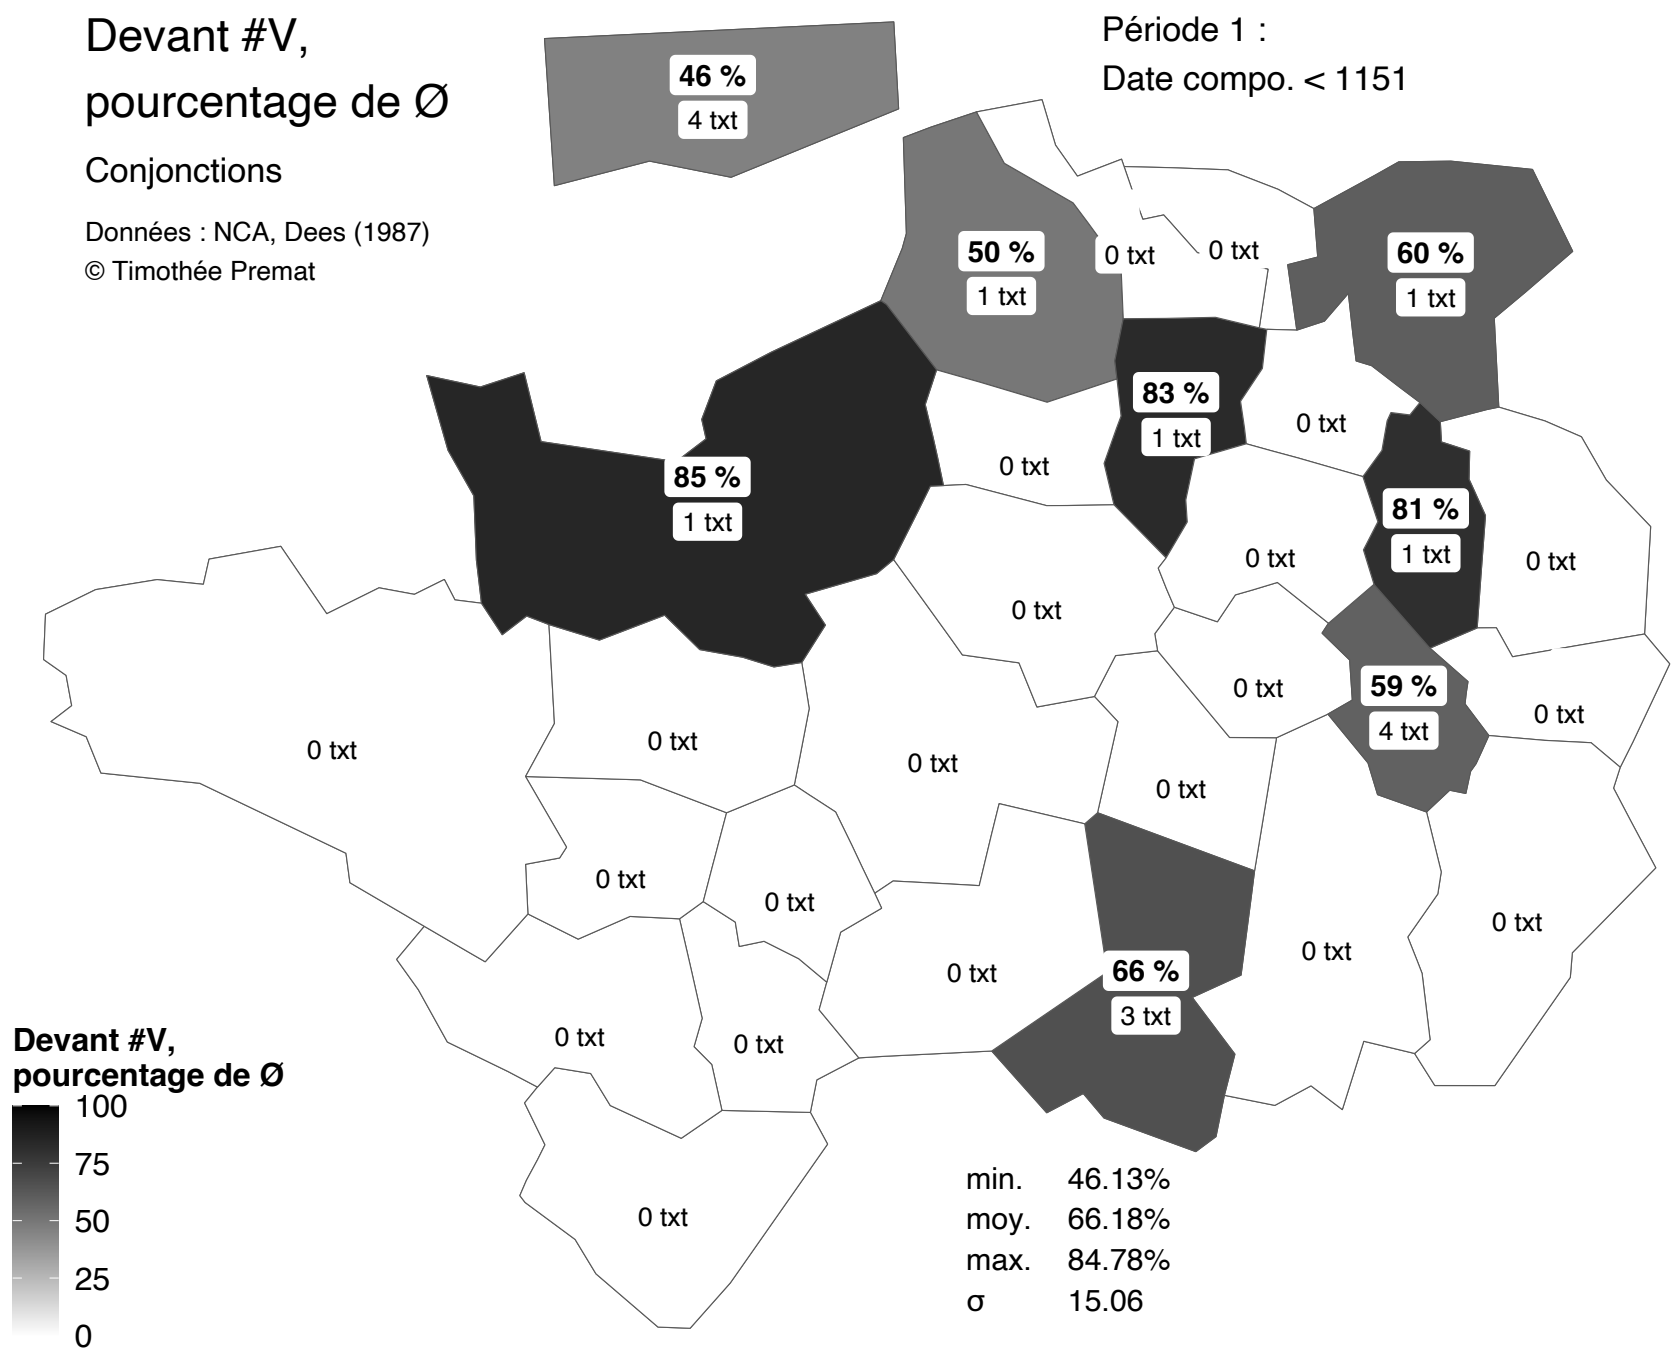 Devant #V,
pourcentage de Ø
Conjonctions
Données : NCA, Dees (1987)
© Timothée Premat
Période 1 :
Date compo. < 1151
46 %
4 txt
50 %
1 txt
0 txt
0 txt
60 %
1 txt
83 %
1 txt
0 txt
0 txt
85 %
1 txt
81 %
1 txt
0 txt
0 txt
0 txt
0 txt
59 %
4 txt
0 txt
0 txt
0 txt
0 txt
0 txt
0 txt
0 txt
0 txt
0 txt
0 txt
66 %
3 txt
0 txt
0 txt
0 txt
0 txt
Devant #V,
pourcentage de Ø
100
75
50
25
0
min. 46.13%
moy. 66.18%
max. 84.78%
σ 15.06